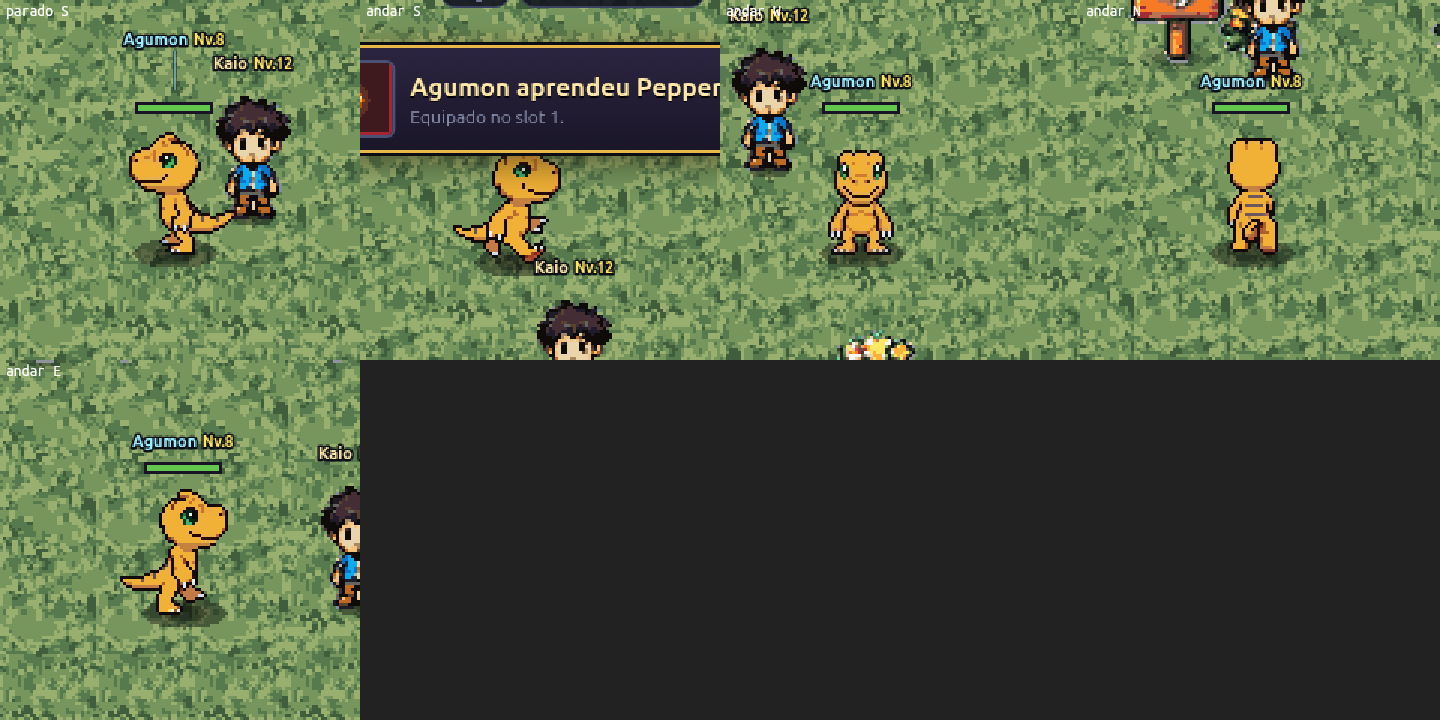 parado S
Agumon Nv.8
Kaio Nv.12
andar S
Agumon aprendeu Pepper
Equipado no slot 1.
Kaio Nv.12
andar
Kaio Nv.12
Agumon Nv.8
andar N
Agumon Nv.8
andar E
Agumon Nv.8
Kaio